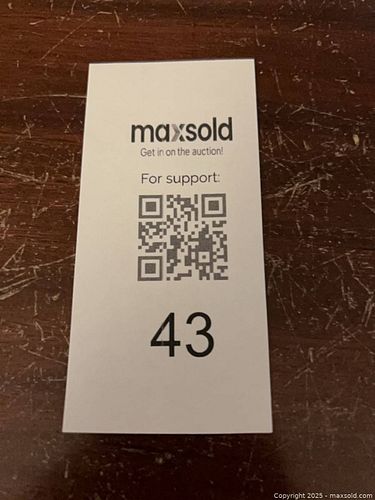 maxsold
Get in on the auction!
For support:
43
Copyright 2025 - maxsold.com